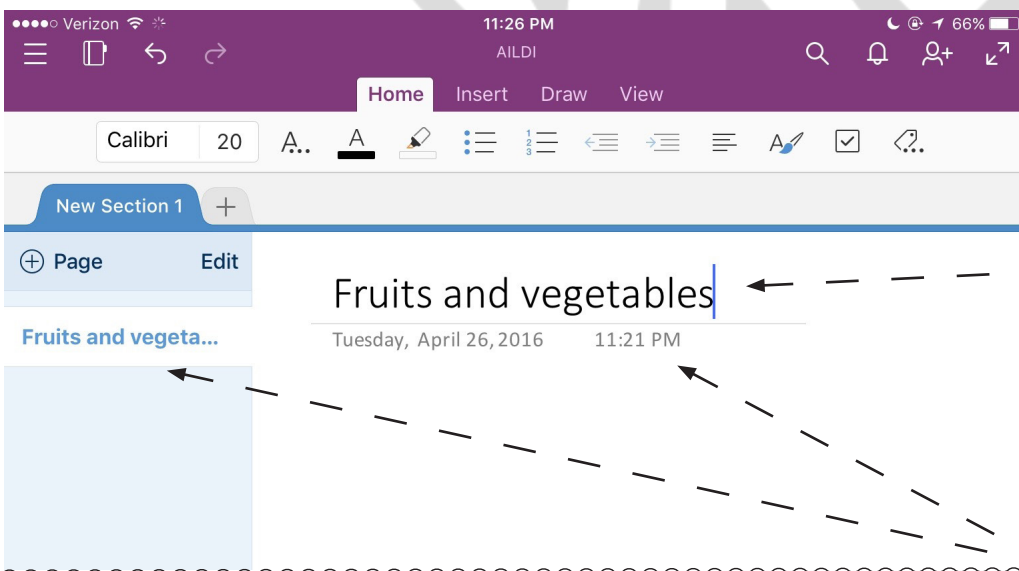 Verizon 11:26 PM 66%
AILDI
Home Insert Draw View
Calibri 20 A.. A A
New Section 1 +
Page Edit
Fruits and vegetables
Fruits and vegeta...
Tuesday, April 26, 2016 11:21 PM